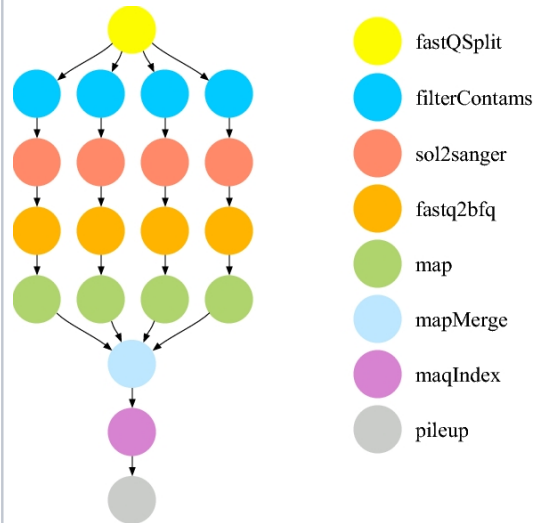 fastQSplit
filterContams
sol2sanger
fastq2bfq
map
mapMerge
maqIndex
pileup